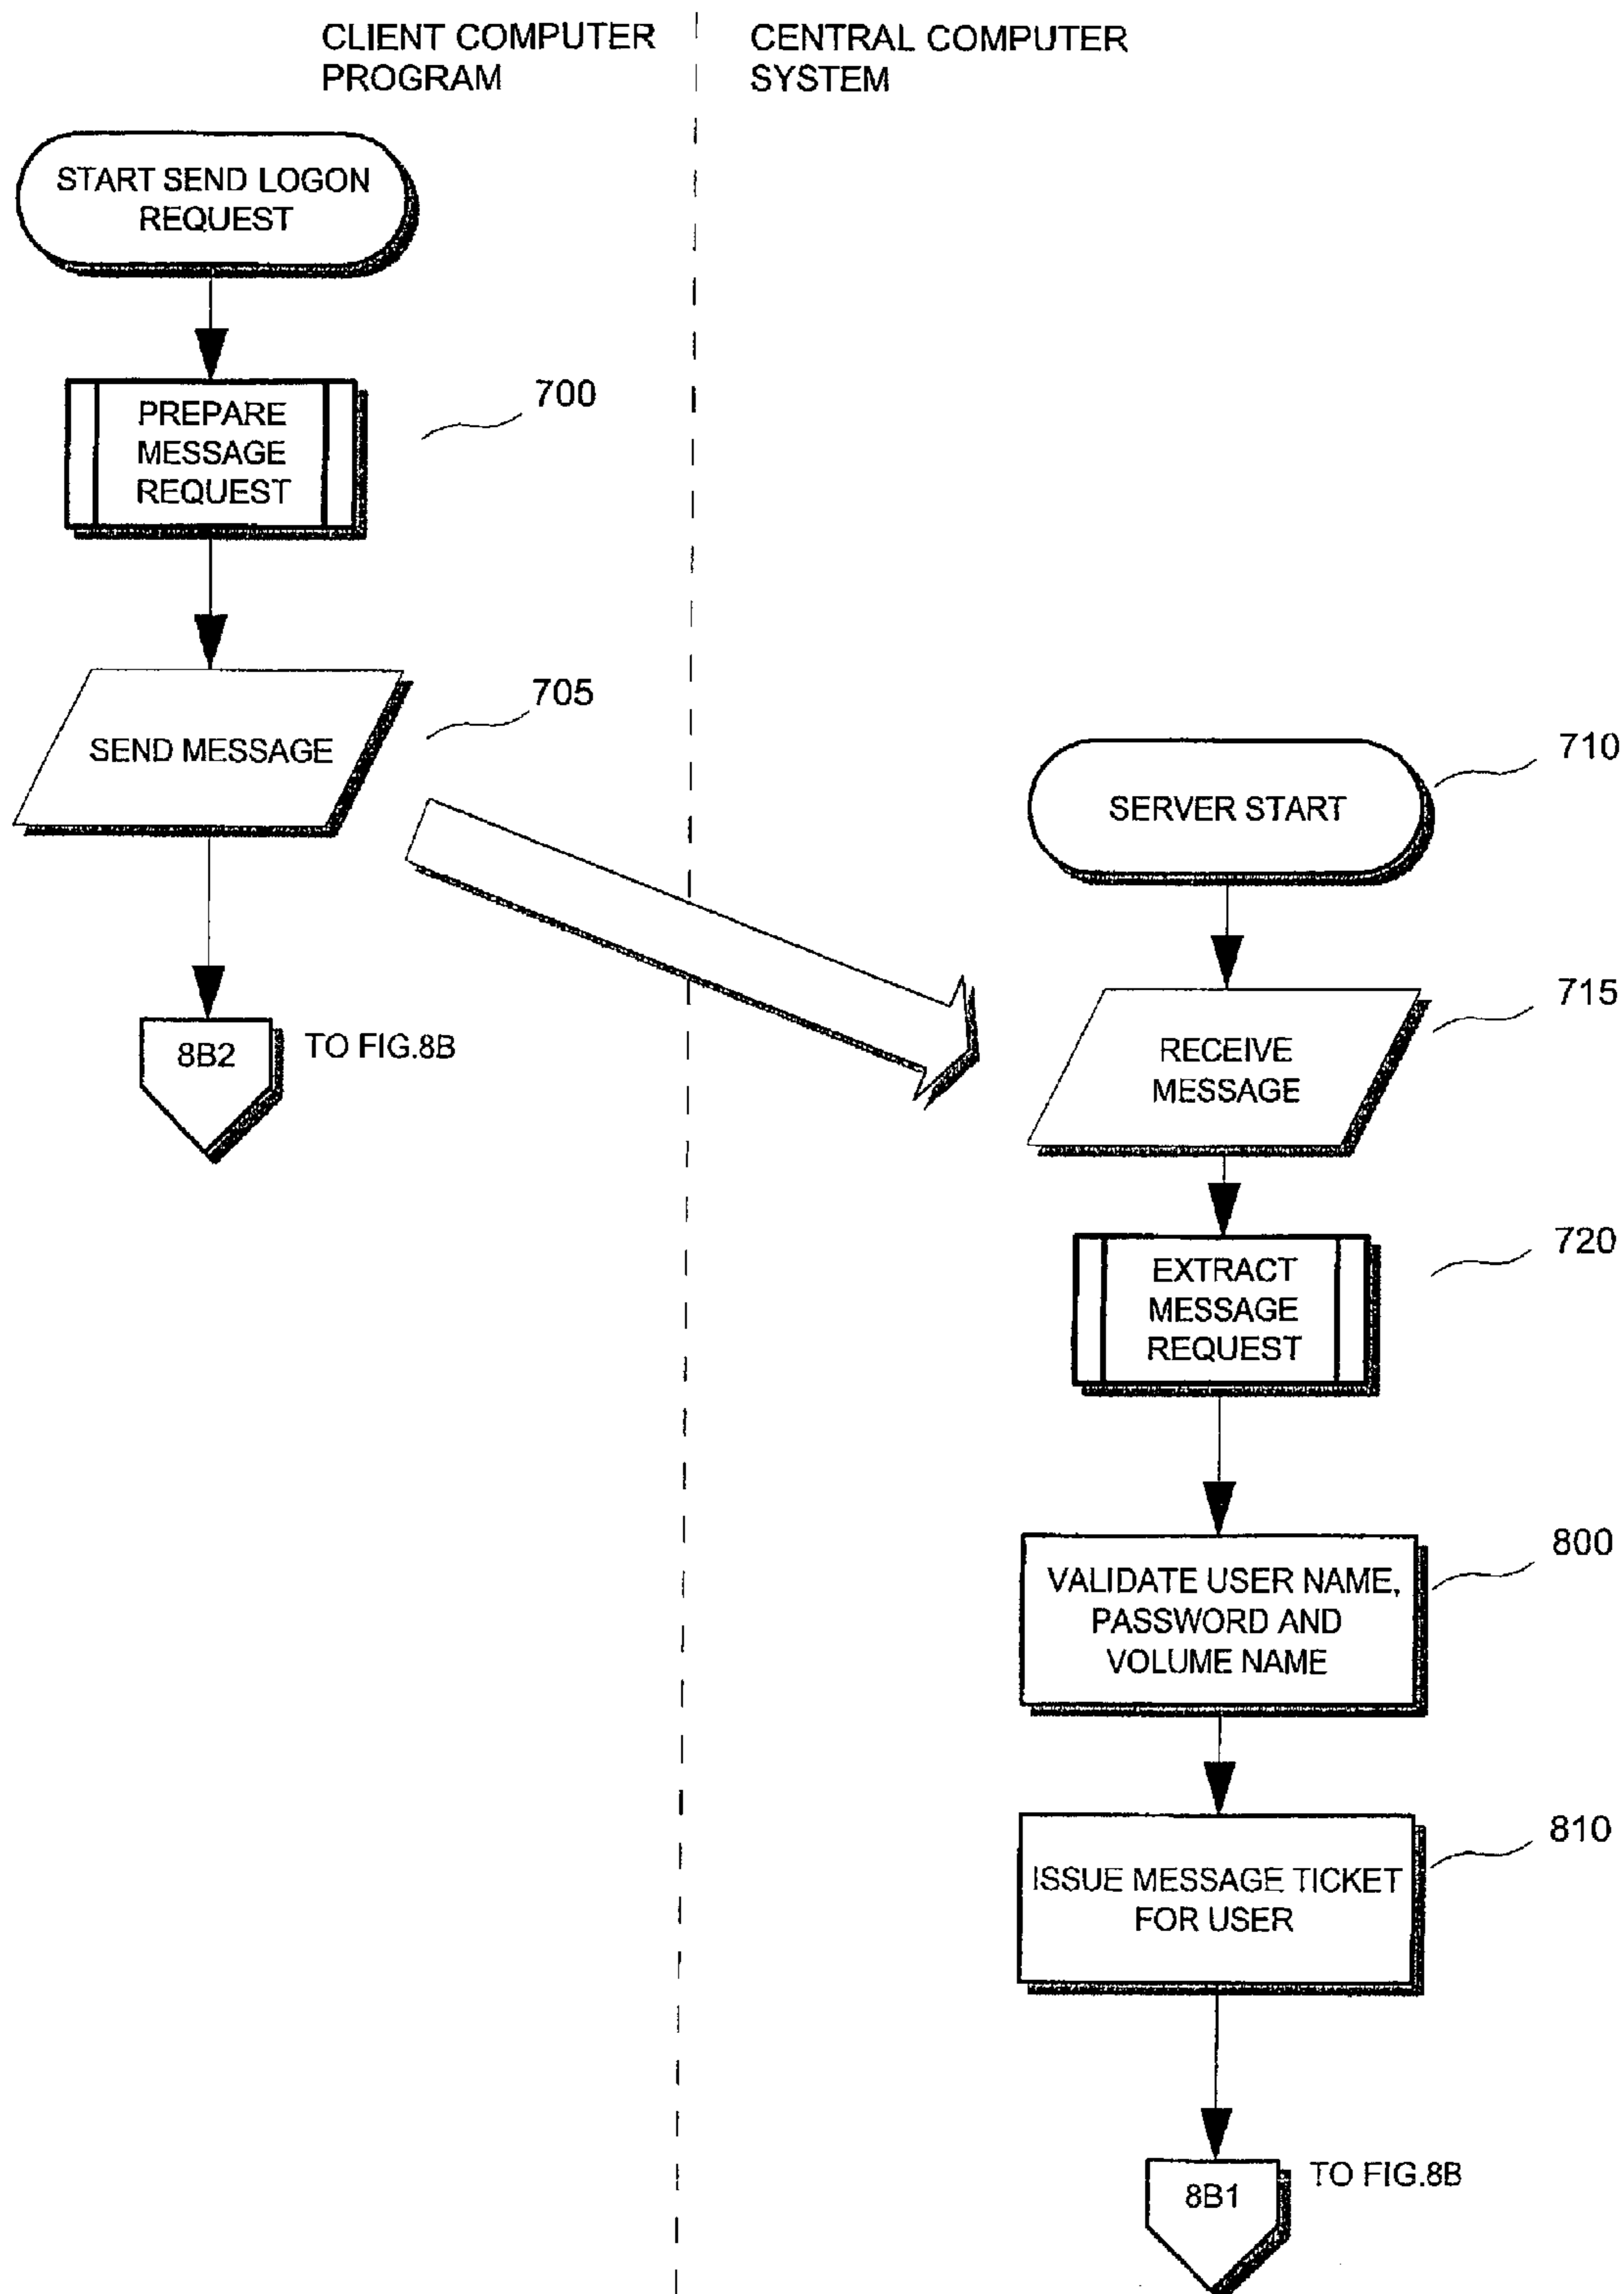 CLIENT COMPUTER
PROGRAM
CENTRAL COMPUTER
SYSTEM
START SEND LOGON
REQUEST
PREPARE
MESSAGE
REQUEST
700
SEND MESSAGE
705
8B2
TO FIG.8B
SERVER START
710
RECEIVE
MESSAGE
715
EXTRACT
MESSAGE
REQUEST
720
VALIDATE USER NAME,
PASSWORD AND
VOLUME NAME
800
ISSUE MESSAGE TICKET
FOR USER
810
8B1
TO FIG.8B